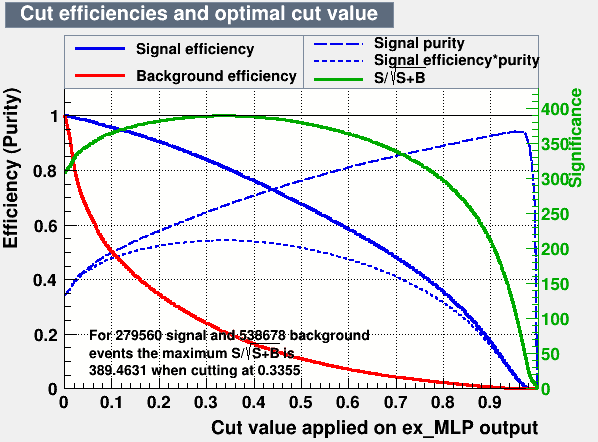 Cut efficiencies and optimal cut value
Signal efficiency
Background efficiency
Signal purity
Signal efficiency*purity
S/√S+B
Efficiency (Purity)
1
0.8
0.6
0.4
0.2
0
Significance
400
350
300
250
200
150
100
50
0
For 279560 signal and 538678 background
events the maximum S/√S+B is
389.4631 when cutting at 0.3355
0 0.1 0.2 0.3 0.4 0.5 0.6 0.7 0.8 0.9
Cut value applied on ex_MLP output